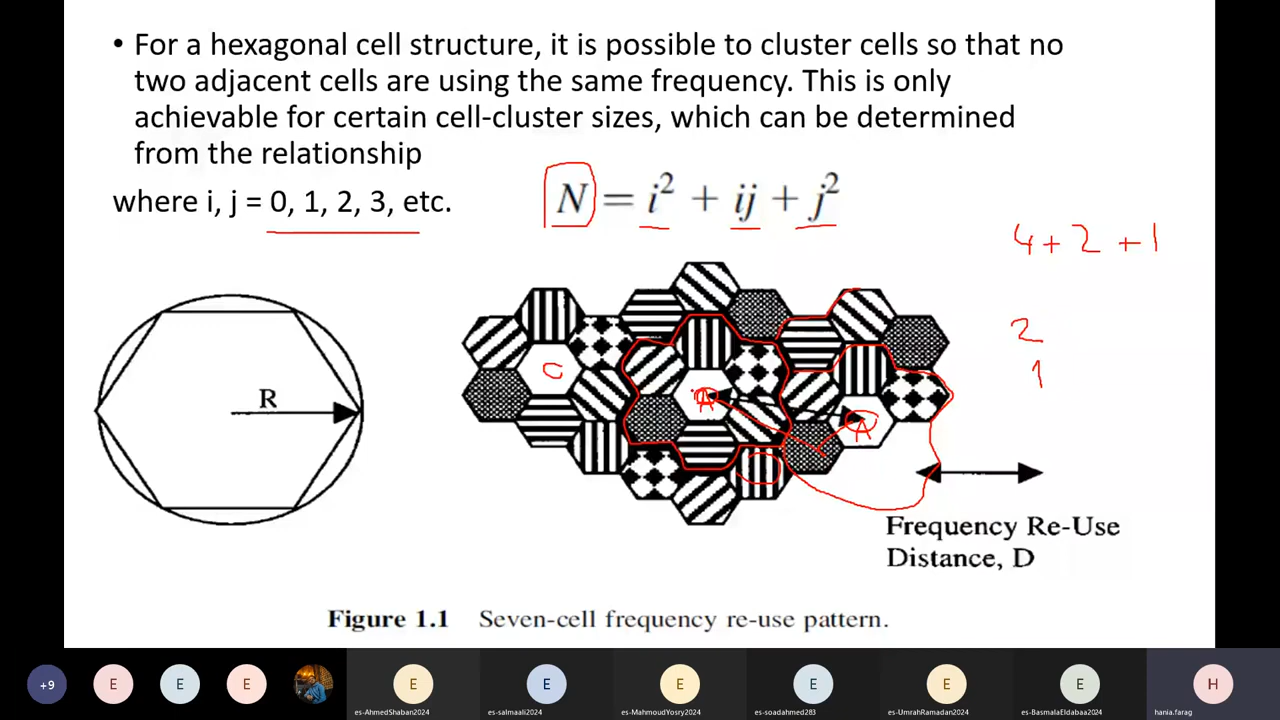 • For a hexagonal cell structure, it is possible to cluster cells so that no
two adjacent cells are using the same frequency. This is only
achievable for certain cell-cluster sizes, which can be determined
from the relationship
where i, j = 0, 1, 2, 3, etc.
N = i² + ij + j²
4 + 2 + 1
2
1
R
C
A
A
Frequency Re-Use
Distance, D
Figure 1.1 Seven-cell frequency re-use pattern.
+9
E
E
E
E
E
E
E
E
E
H
es-AhmedShaban2024
es-salmaali2024
es-MahmoudYosry2024
es-soadahmed283
es-UmrahRamadan2024
es-BasmalaEldabaa2024
hania.farag